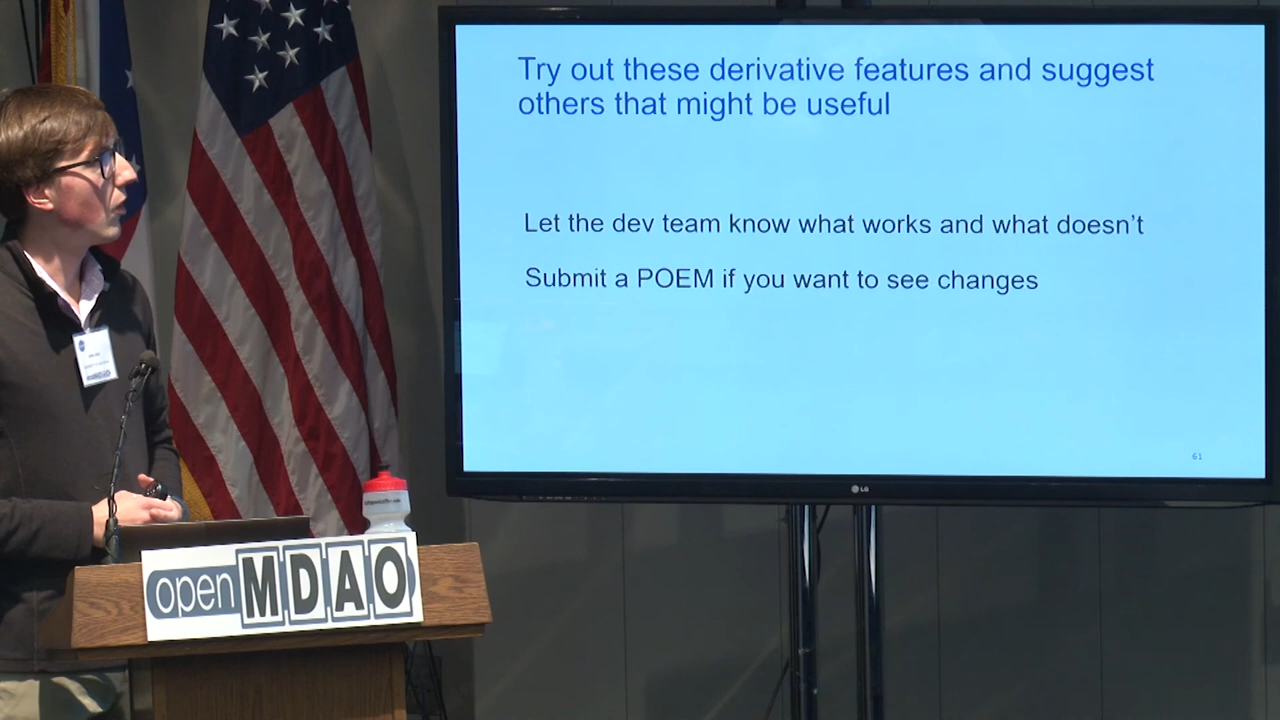 Try out these derivative features and suggest
others that might be useful
Let the dev team know what works and what doesn't
Submit a POEM if you want to see changes
61
LG
openMDAO